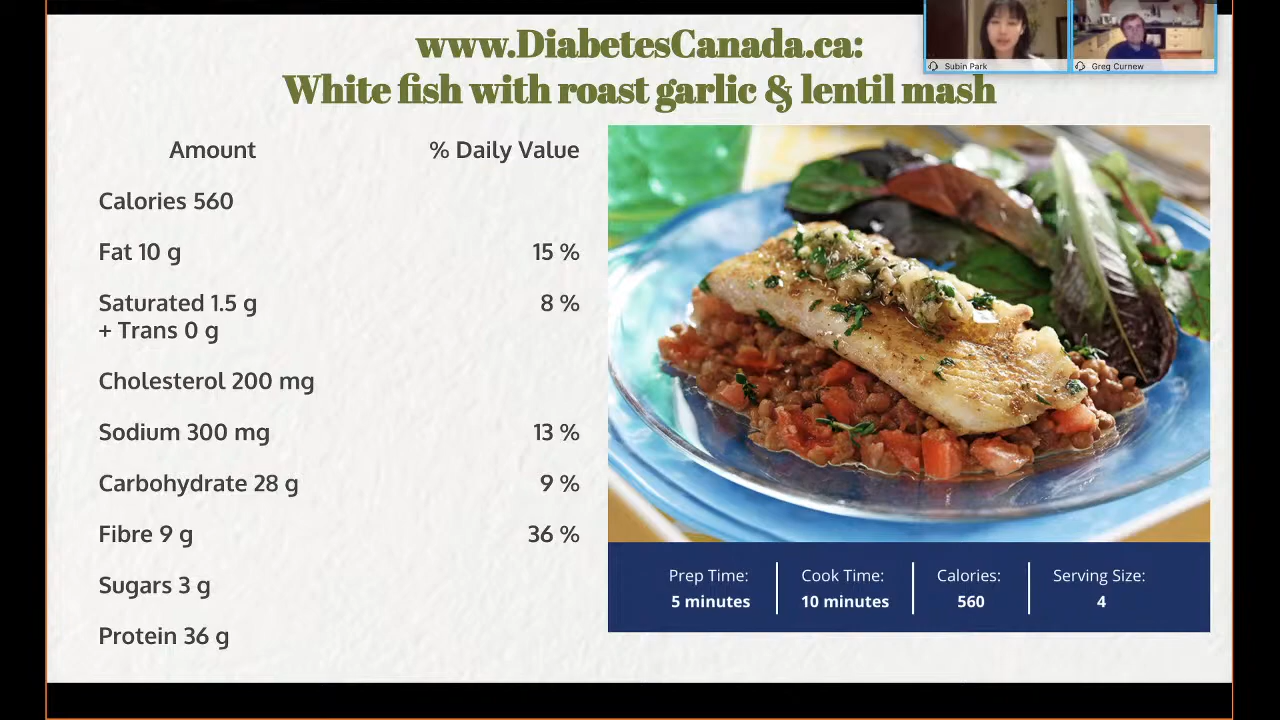 www.DiabetesCanada.ca:
White fish with roast garlic & lentil mash
Subin Park
Greg Curnew
Amount % Daily Value
Calories 560
Fat 10 g 15 %
Saturated 1.5 g 8 %
+ Trans 0 g
Cholesterol 200 mg
Sodium 300 mg 13 %
Carbohydrate 28 g 9 %
Fibre 9 g 36 %
Sugars 3 g
Protein 36 g
Prep Time: Cook Time: Calories: Serving Size:
5 minutes 10 minutes 560 4